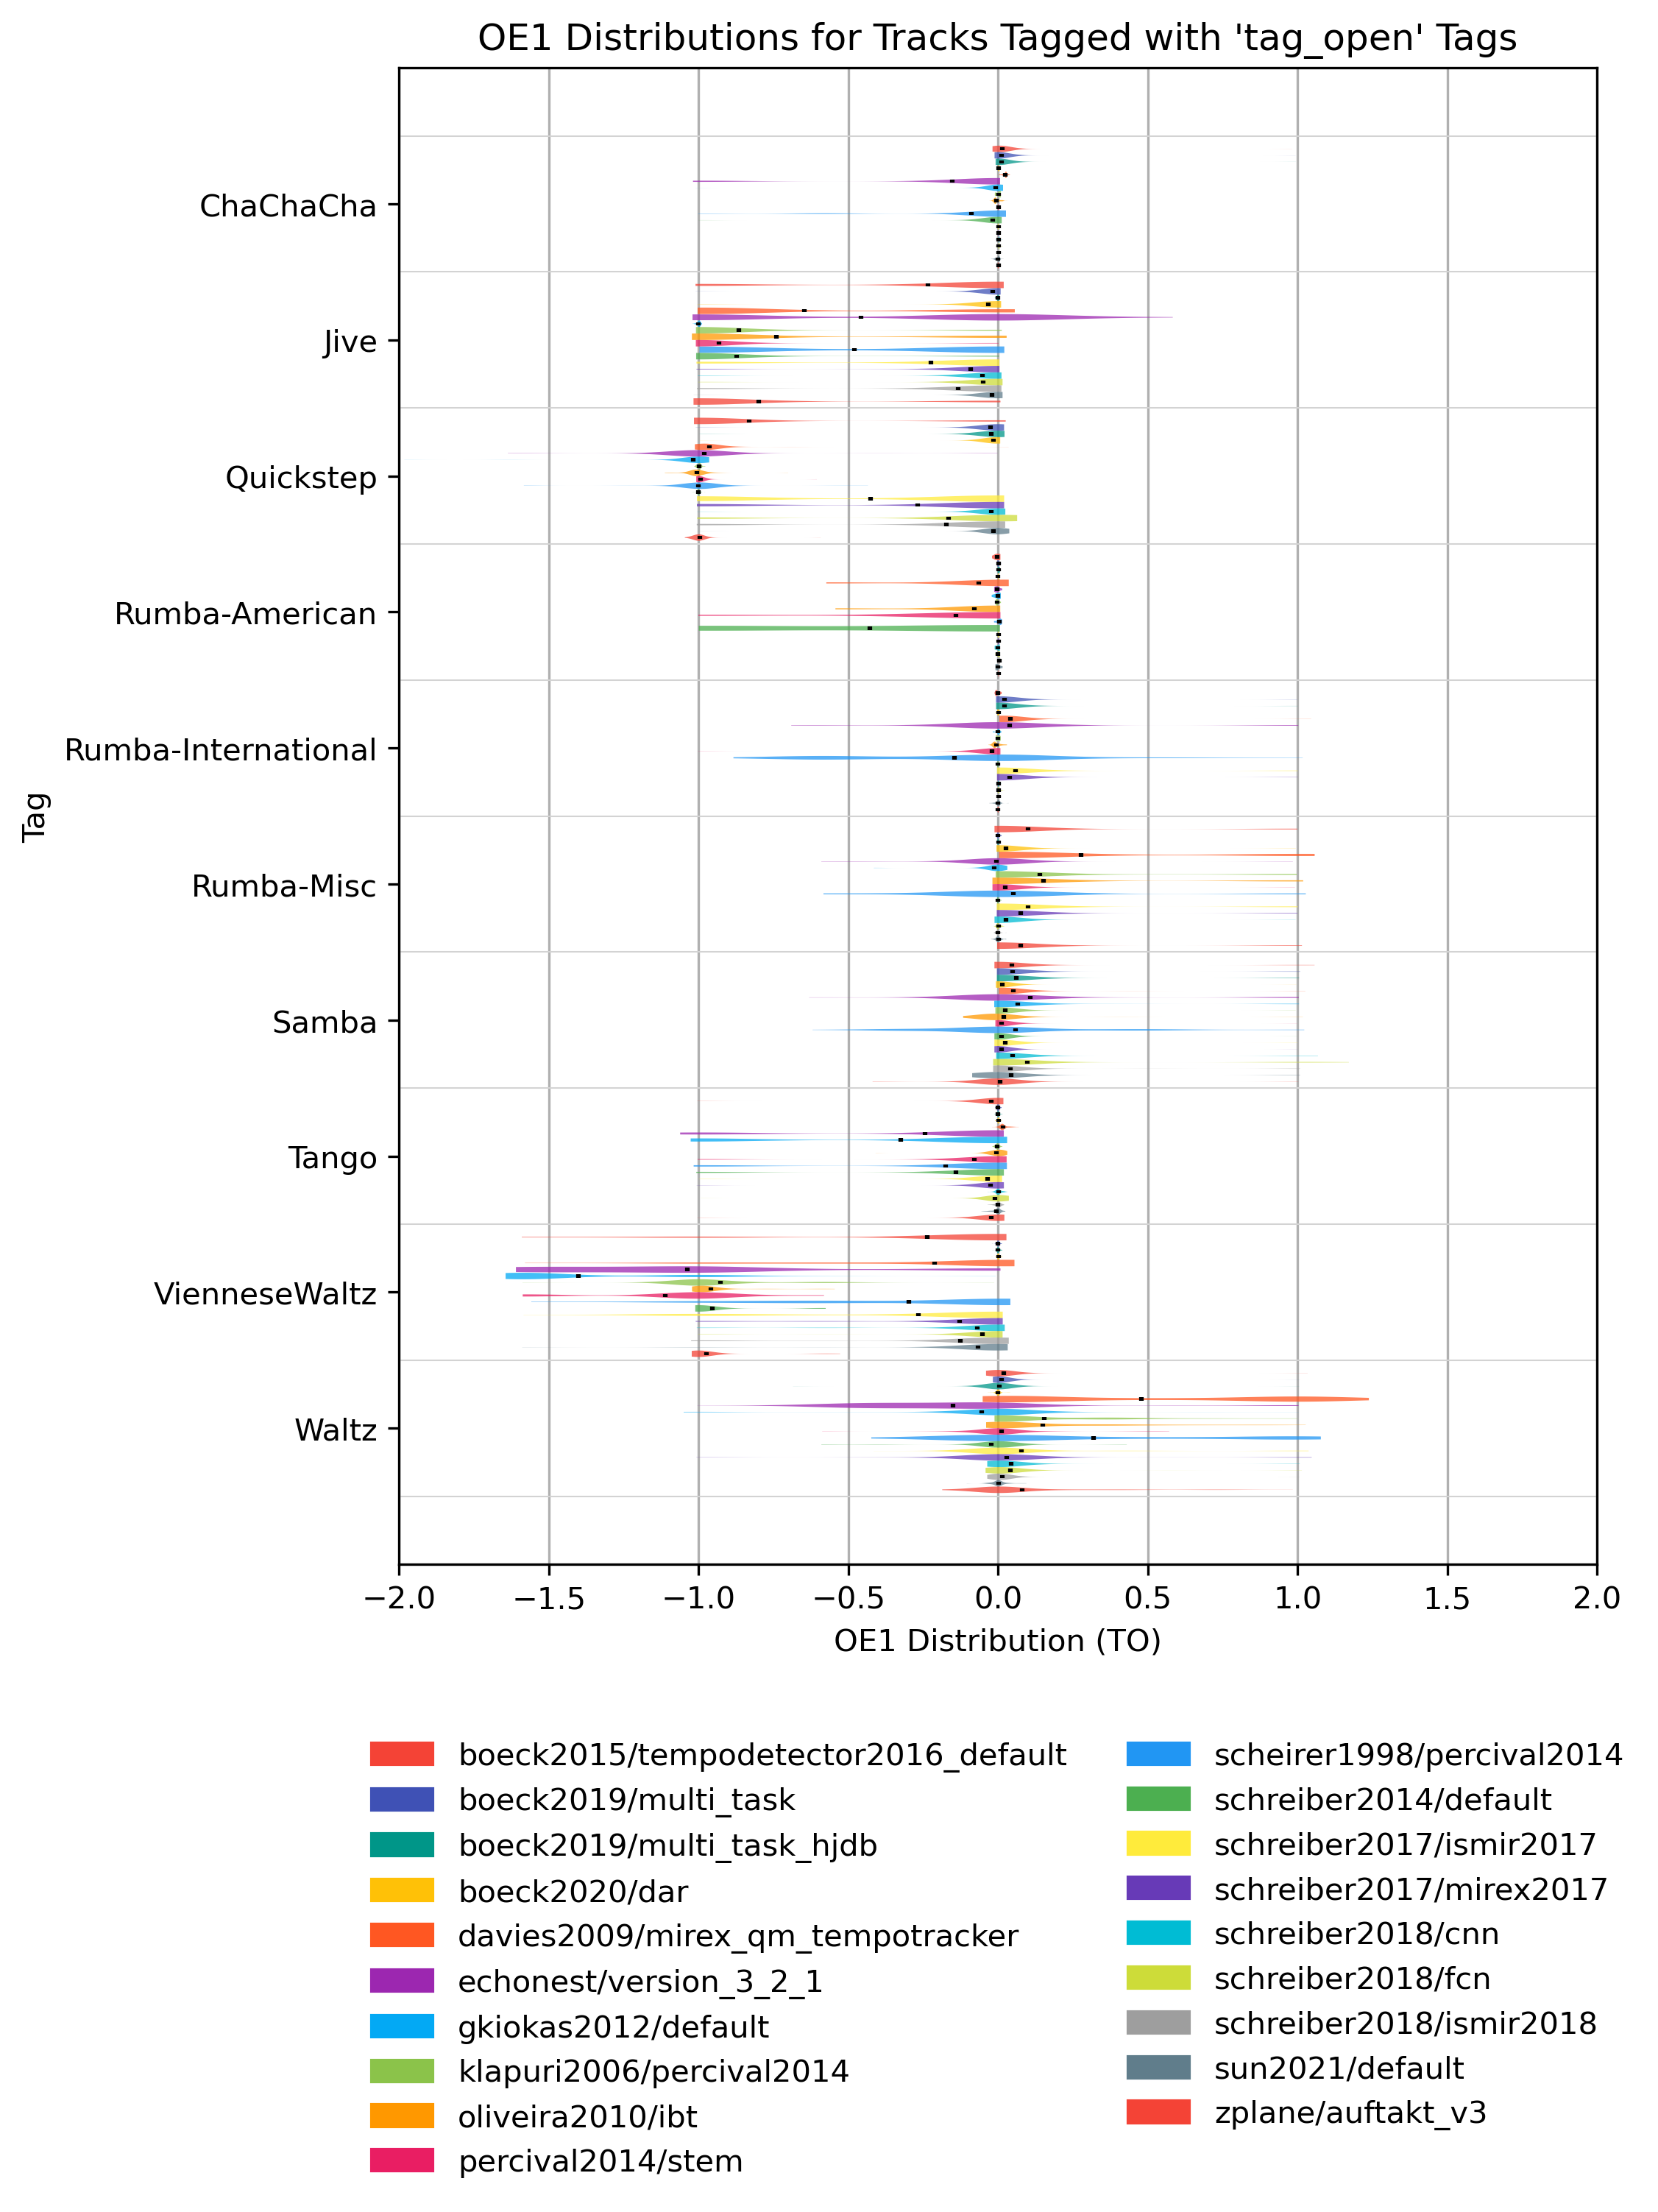 OE1 Distributions for Tracks Tagged with 'tag_open' Tags
Tag
ChaChaCha
Jive
Quickstep
Rumba-American
Rumba-International
Rumba-Misc
Samba
Tango
VienneseWaltz
Waltz
−2.0 −1.5 −1.0 −0.5 0.0 0.5 1.0 1.5 2.0
OE1 Distribution (TO)
boeck2015/tempodetector2016_default
boeck2019/multi_task
boeck2019/multi_task_hjdb
boeck2020/dar
davies2009/mirex_qm_tempotracker
echonest/version_3_2_1
gkiokas2012/default
klapuri2006/percival2014
oliveira2010/ibt
percival2014/stem
scheirer1998/percival2014
schreiber2014/default
schreiber2017/ismir2017
schreiber2017/mirex2017
schreiber2018/cnn
schreiber2018/fcn
schreiber2018/ismir2018
sun2021/default
zplane/auftakt_v3